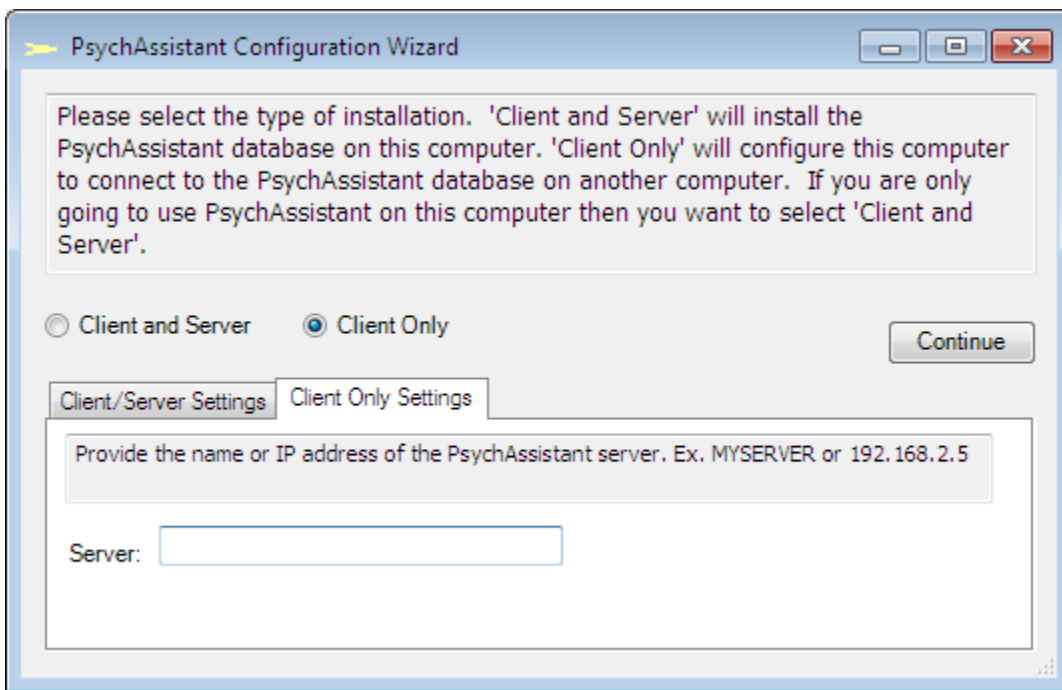 PsychAssistant Configuration Wizard
Please select the type of installation.  'Client and Server' will install the
PsychAssistant database on this computer. 'Client Only' will configure this computer
to connect to the PsychAssistant database on another computer.  If you are only
going to use PsychAssistant on this computer then you want to select 'Client and
Server'.
Client and Server
Client Only
Continue
Client/Server Settings
Client Only Settings
Provide the name or IP address of the PsychAssistant server. Ex. MYSERVER or 192.168.2.5
Server: